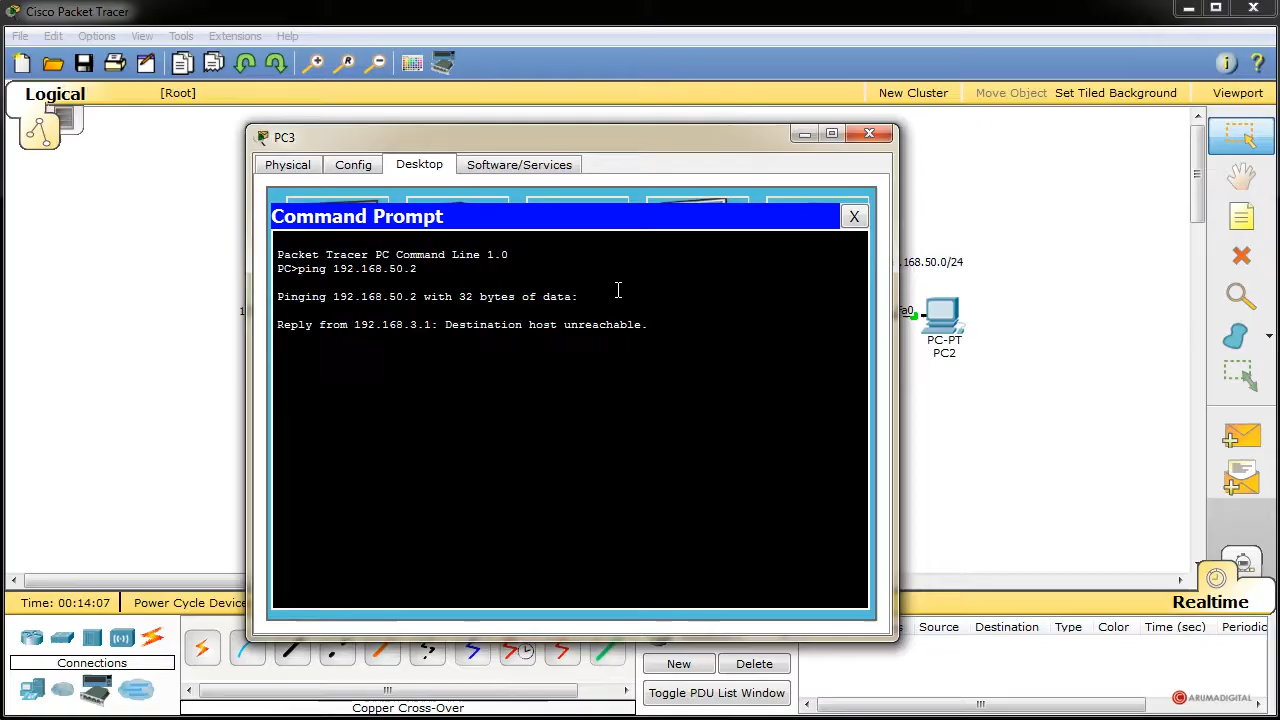 Cisco Packet Tracer
File Edit Options View Tools Extensions Help
Logical [Root] New Cluster Move Object Set Tiled Background Viewport
PC3
Physical Config Desktop Software/Services
Command Prompt X
Packet Tracer PC Command Line 1.0
PC>ping 192.168.50.2
Pinging 192.168.50.2 with 32 bytes of data:
Reply from 192.168.3.1: Destination host unreachable.
.168.50.0/24
PC-PT
PC2
Time: 00:14:07 Power Cycle Device
Realtime
Connections
Copper Cross-Over
New Delete
Toggle PDU List Window
Source Destination Type Color Time (sec) Periodic
ARUMADIGITAL